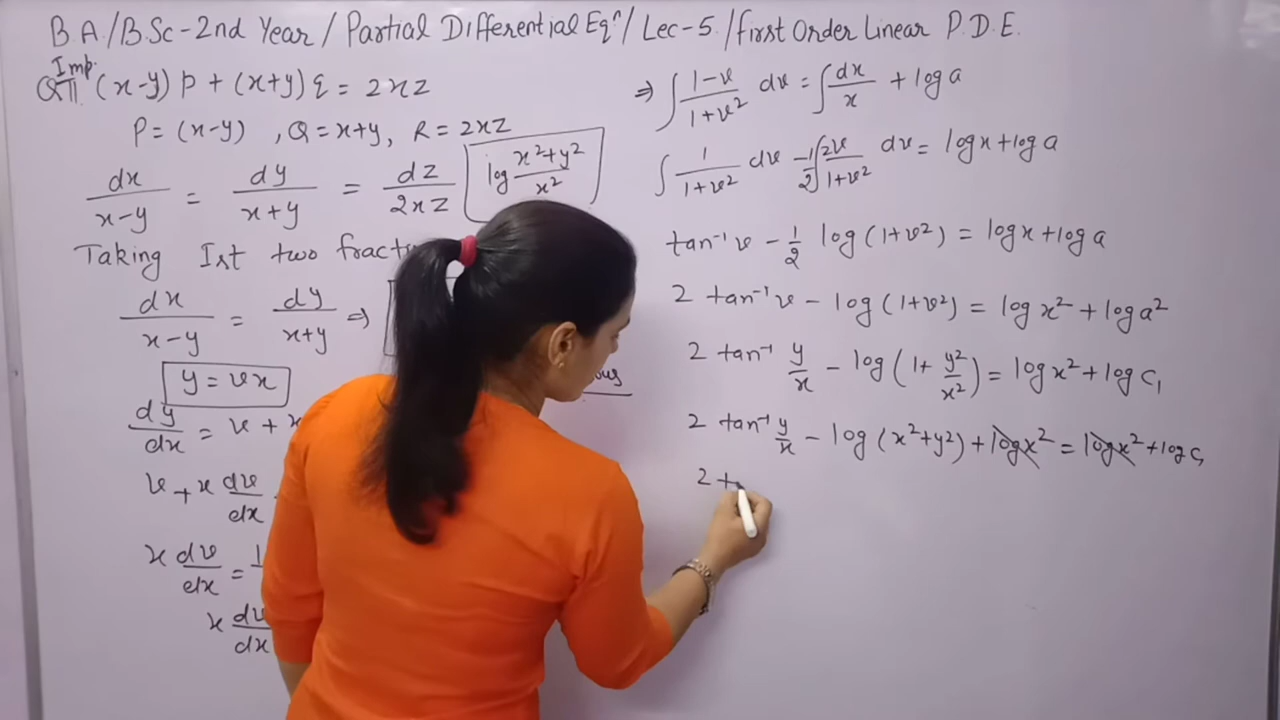 B.A./B.Sc-2nd Year/Partial Differential Eqⁿ/Lec-5/first Order Linear P.D.E.
Imp.
(x-y) p + (x+y) q = 2xz
P = (x-y) , Q = x+y, R = 2xz
dx/(x-y) = dy/(x+y) = dz/2xz
log (x²+y²)/x²
Taking Ist two
dx/(x-y) = dy/(x+y) ⇒
y = vx
dy/dx = v +
v + x dv/dx
x dv/dx =
x
⇒ ∫ (1-v)/(1+v²) dv = ∫ dx/x + log a
∫ 1/(1+v²) dv - 1/2 ∫ 2v/(1+v²) dv = log x + log a
tan⁻¹ v - 1/2 log (1+v²) = log x + log a
2 tan⁻¹ v - log (1+v²) = log x² + log a²
2 tan⁻¹ y/x - log (1 + y²/x²) = log x² + log C₁
2 tan⁻¹ y/x - log (x²+y²) + log x² = log x² + log C₁
2